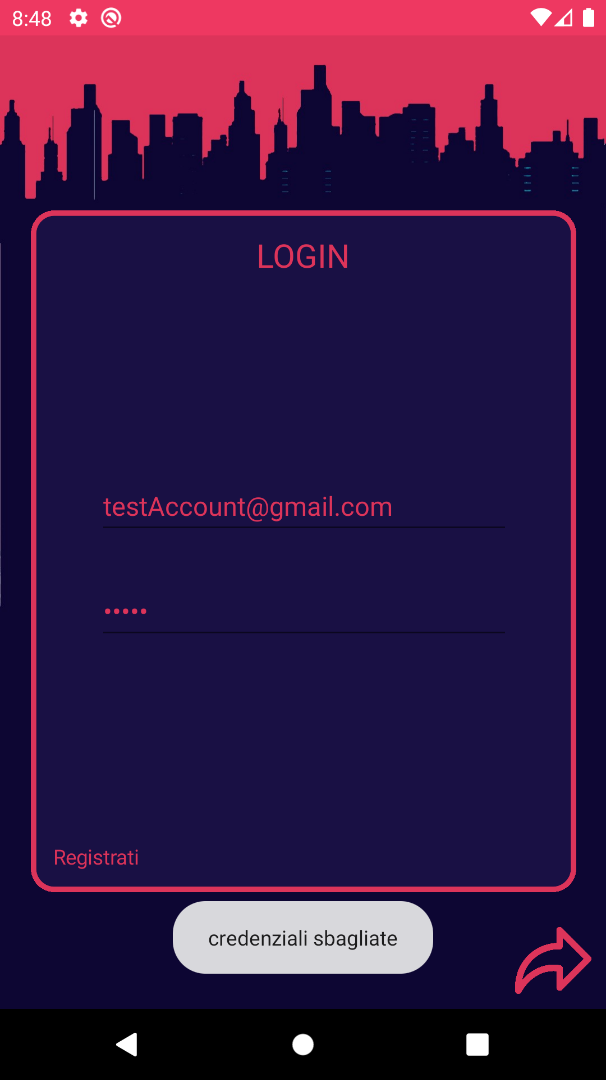 8:48
LOGIN
testAccount@gmail.com
•••••
Registrati
credenziali sbagliate